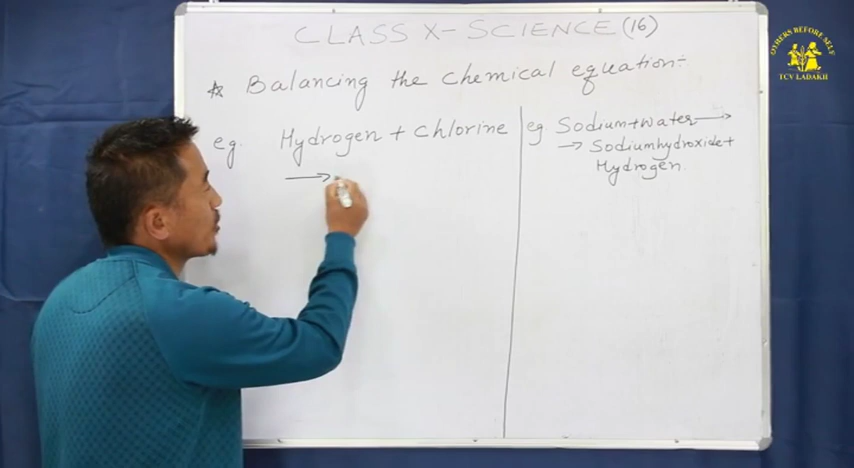 CLASS X-SCIENCE (16)
☆ Balancing the chemical equation:-
eg. Hydrogen + Chlorine
→
eg Sodium+water →
→ Sodiumhydroxide+
Hydrogen.
OTHERS BEFORE SELF
TCV LADAKH